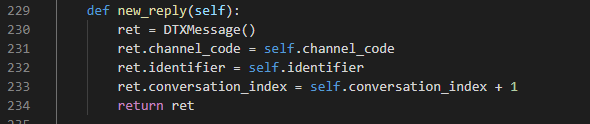 229 def new_reply(self):
230 ret = DTXMessage()
231 ret.channel_code = self.channel_code
232 ret.identifier = self.identifier
233 ret.conversation_index = self.conversation_index + 1
234 return ret